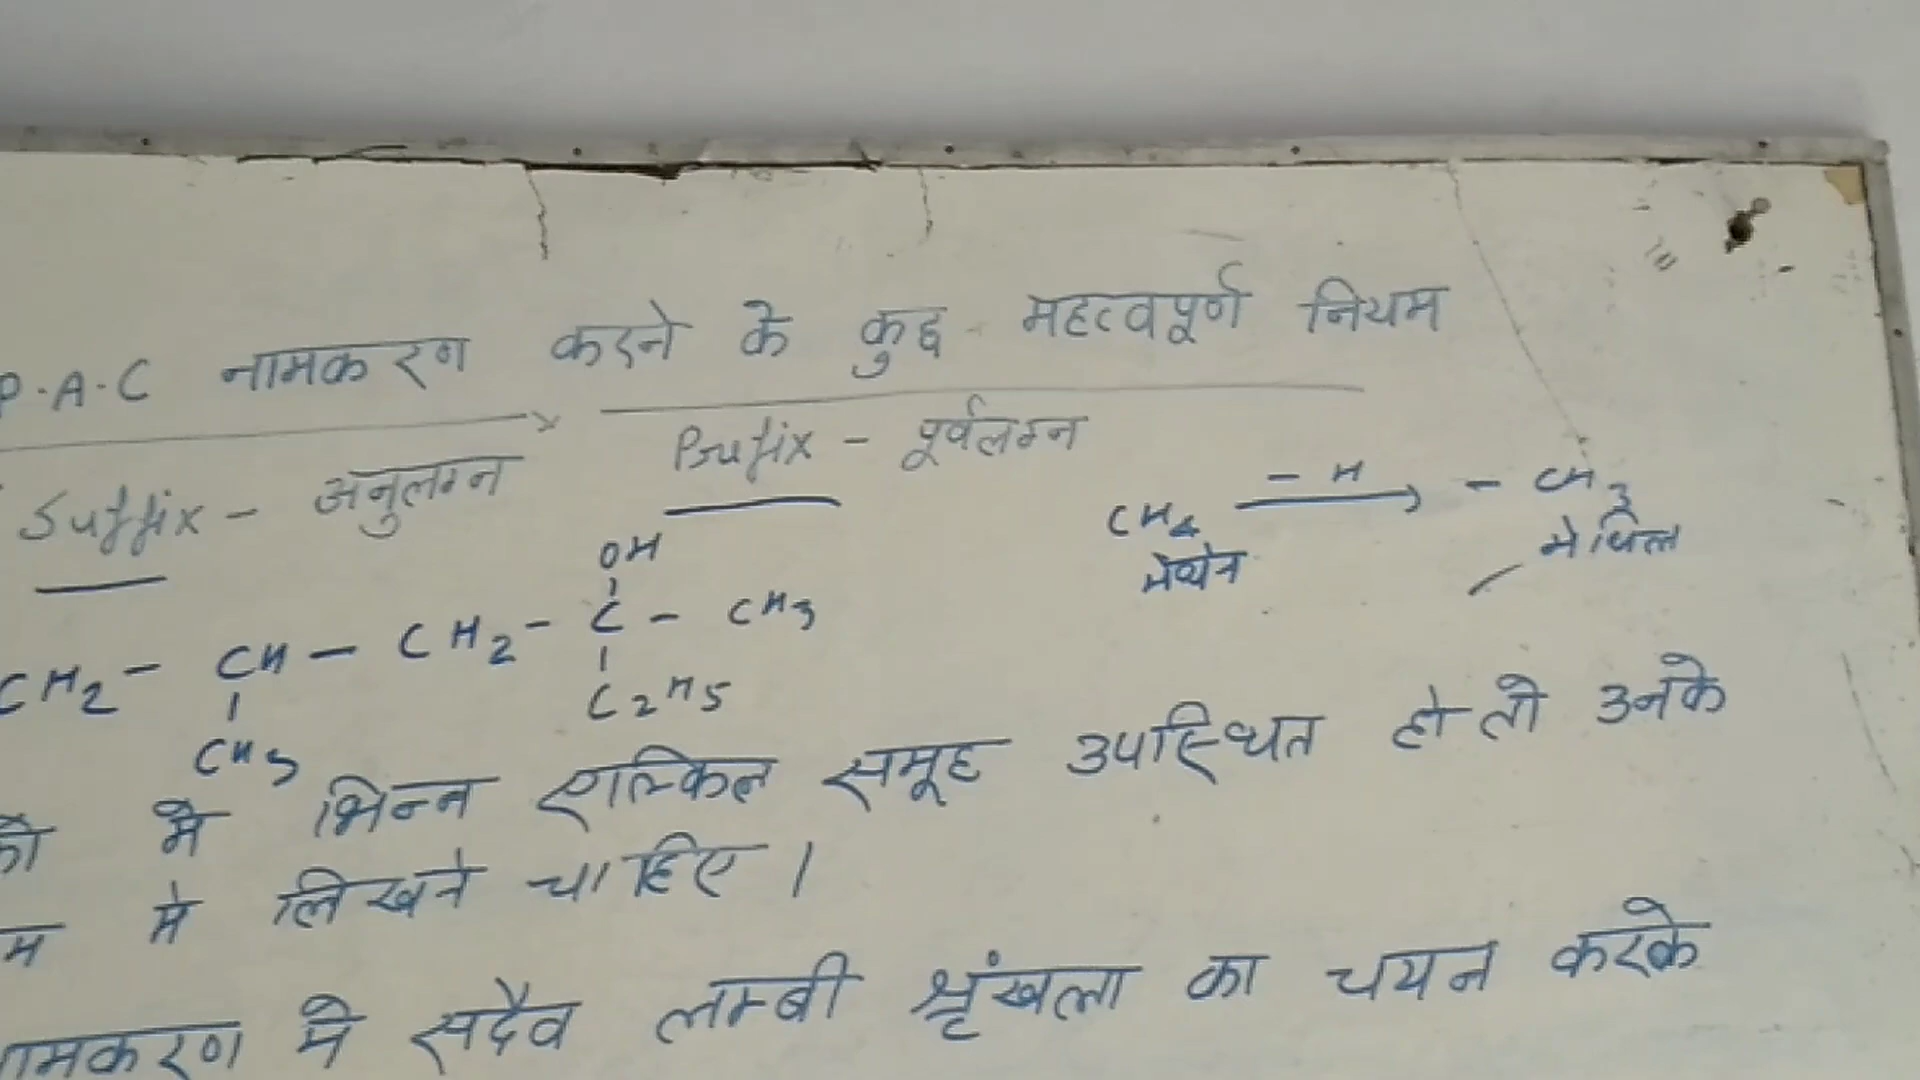 P.A.C नामकरण करने के कुछ महत्वपूर्ण नियम
Suffix - अनुलग्न Prefix - पूर्वलग्न
CH4 - H → - CH3
मेथेन मेथिल
OH
CH2 - CH - CH2 - C - CH3
CH3 C2H5
में भिन्न एल्किल समूह उपस्थित हो तो उनके
म में लिखने चाहिए।
नामकरण में सदैव लम्बी श्रृंखला का चयन करके